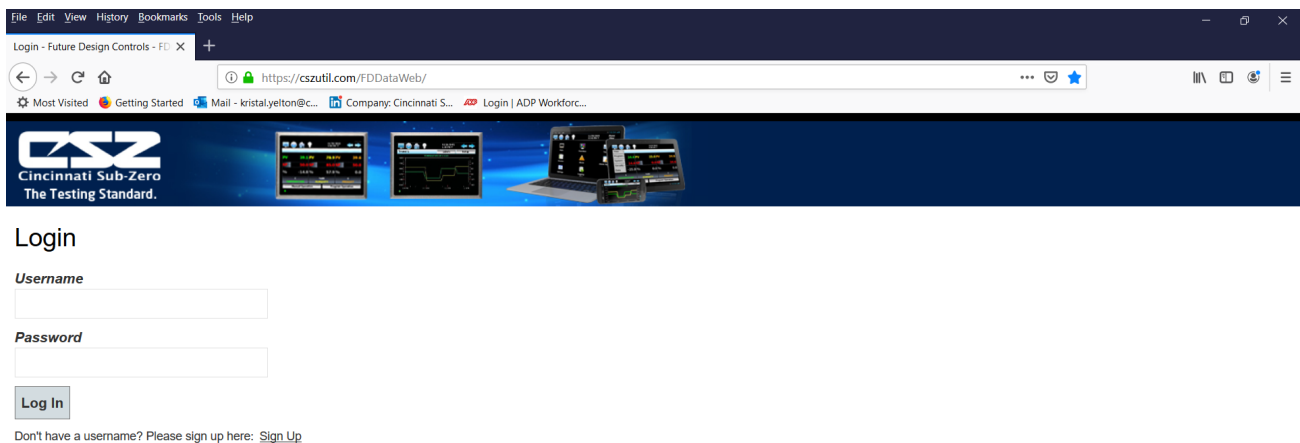 File Edit View History Bookmarks Tools Help
Login - Future Design Controls - FD
https://cszutil.com/FDDataWeb/
Most Visited Getting Started Mail - kristal.yelton@c... Company: Cincinnati S... Login | ADP Workforc...
CSZ
Cincinnati Sub-Zero
The Testing Standard.
Login
Username
Password
Log In
Don't have a username? Please sign up here: Sign Up